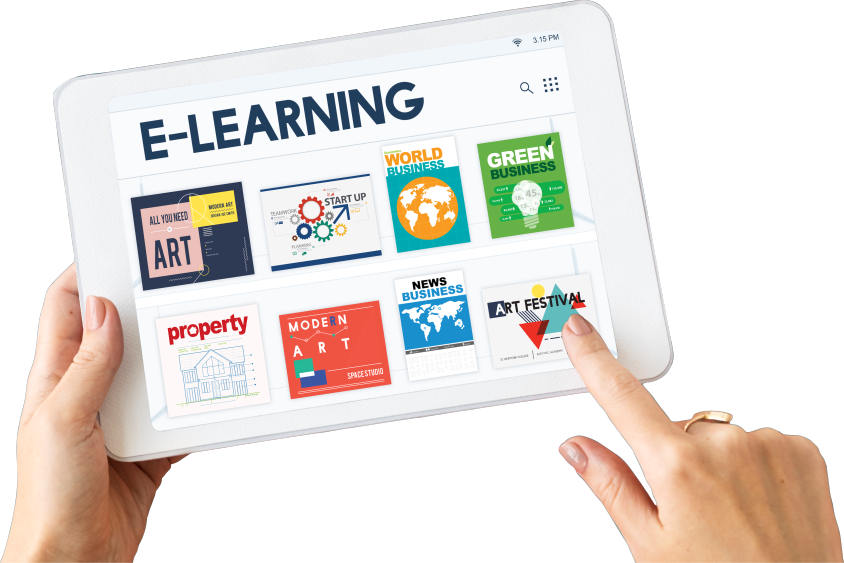 3.15 PM
E-LEARNING
ALL YOU NEED
ART
MODERN ART
TEAMWORK
START UP
PLANNING
WORLD
BUSINESS
GREEN
BUSINESS
45%
property
MODERN
ART
SPACE STUDIO
NEWS
BUSINESS
ART FESTIVAL